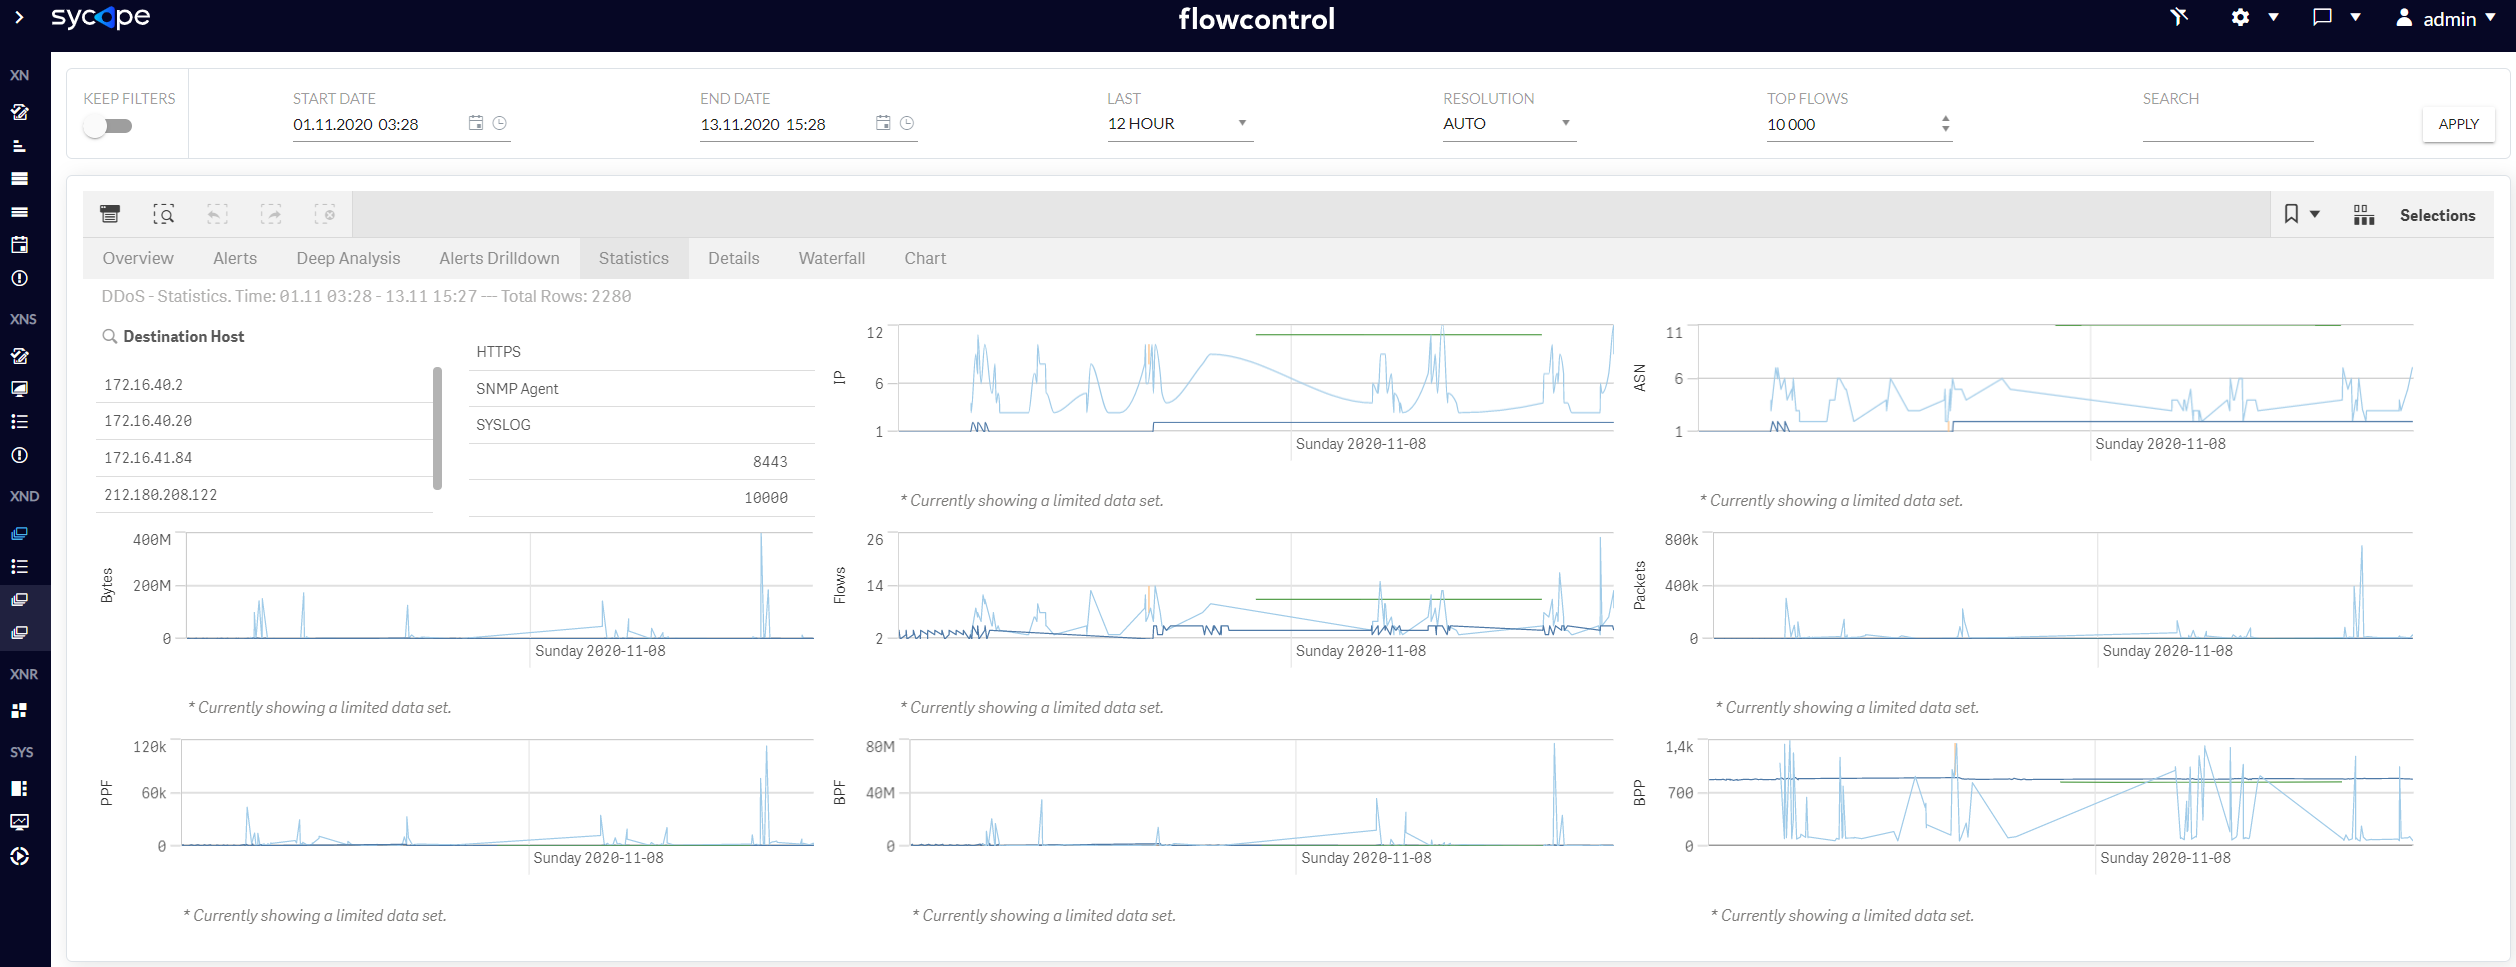 sycope
flowcontrol
admin
XN
XNS
XND
XNR
SYS
KEEP FILTERS
START DATE
01.11.2020 03:28
END DATE
13.11.2020 15:28
LAST
12 HOUR
RESOLUTION
AUTO
TOP FLOWS
10 000
SEARCH
APPLY
Selections
Overview Alerts Deep Analysis Alerts Drilldown Statistics Details Waterfall Chart
DDoS - Statistics. Time: 01.11 03:28 - 13.11 15:27 --- Total Rows: 2280
Destination Host
172.16.40.2
172.16.40.20
172.16.41.84
212.180.208.122
HTTPS
SNMP Agent
SYSLOG
8443
10000
IP
12
6
1
Sunday 2020-11-08
* Currently showing a limited data set.
ASN
11
6
1
Sunday 2020-11-08
* Currently showing a limited data set.
Bytes
400M
200M
0
Sunday 2020-11-08
* Currently showing a limited data set.
Flows
26
14
2
Sunday 2020-11-08
* Currently showing a limited data set.
Packets
800k
400k
0
Sunday 2020-11-08
* Currently showing a limited data set.
PPF
120k
60k
0
Sunday 2020-11-08
* Currently showing a limited data set.
BPF
80M
40M
0
Sunday 2020-11-08
* Currently showing a limited data set.
BPP
1,4k
700
0
Sunday 2020-11-08
* Currently showing a limited data set.